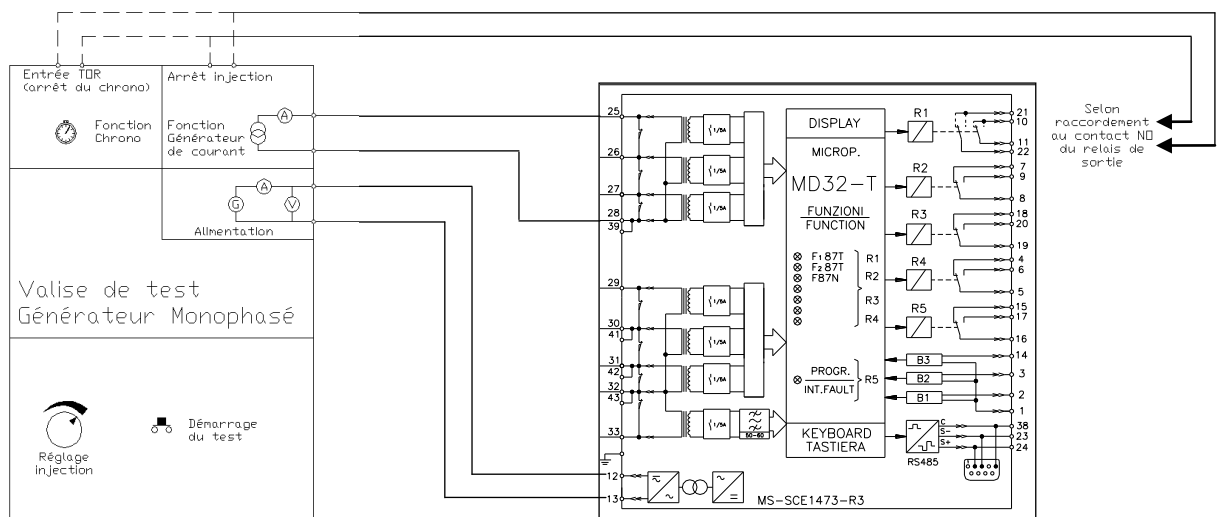 Entrée TOR
(arrêt du chrono)
Fonction
Chrono
Arrêt injection
A
Fonction
Générateur
de courant
A
G
V
Alimentation
Valise de test
Générateur Monophasé
Réglage
injection
Démarrage
du test
25
26
27
28
39
29
30
41
31
42
32
43
33
12
13
1/5A
1/5A
1/5A
1/5A
1/5A
1/5A
1/5A
50-60
DISPLAY
MICROP.
MD32-T
FUNZIONI
FUNCTION
F1 87T
F2 87T
F87N
R1
R2
R3
R4
PROGR.
INT.FAULT
R5
KEYBOARD
TASTIERA
R1
R2
R3
R4
R5
B3
B2
B1
C
S-
S+
RS485
1
21
10
11
22
7
9
8
18
20
19
4
6
5
15
17
16
14
3
2
1
38
23
24
MS-SCE1473-R3
Selon
raccordement
au contact NO
du relais de
sortie